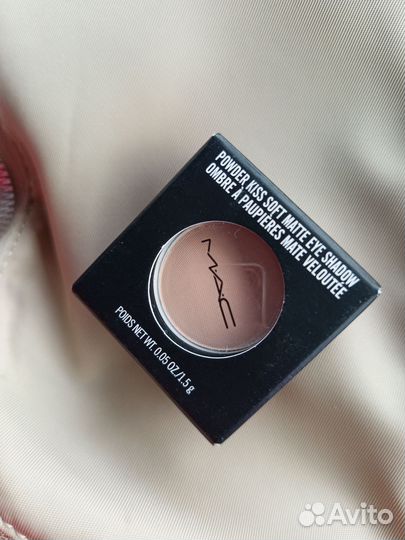 POWDER KISS SOFT MATTE EYE SHADOW
OMBRE À PAUPIÈRES MATE VELOUTÉE
MAC
POIDS NET WT. 0.05 OZ./1.5 g
Avito